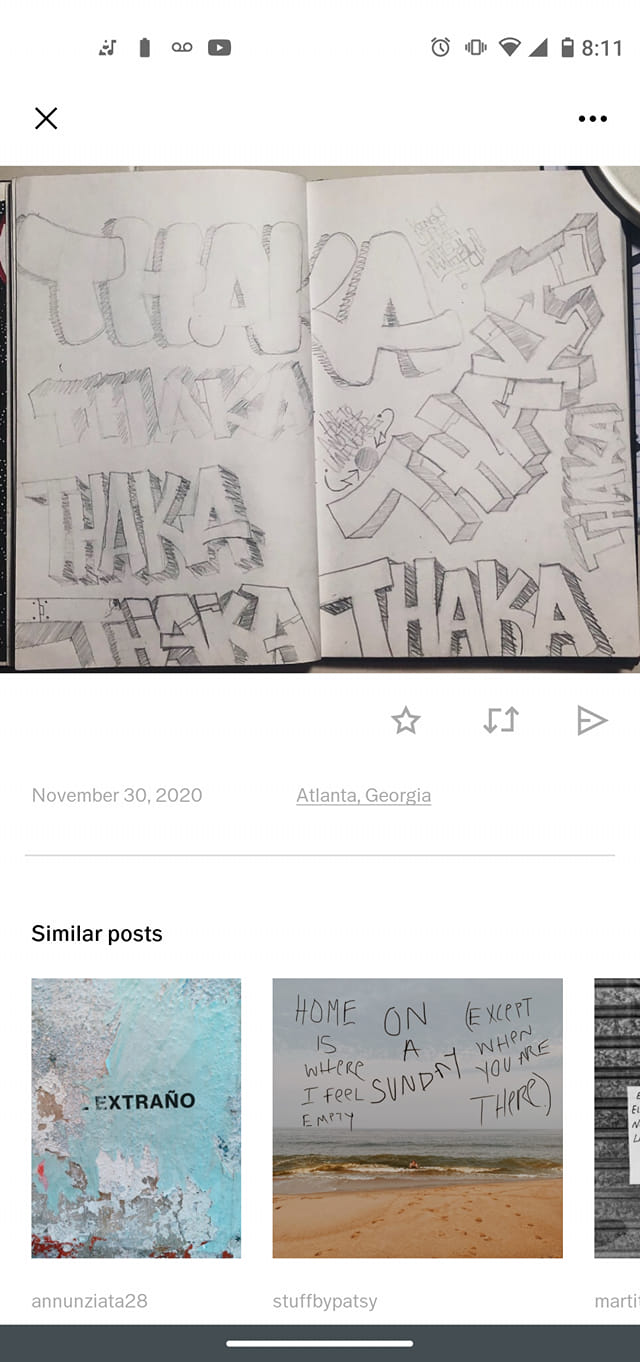 8:11
THAKA
THAKA
THAKA
THAKA
THAKA
THAKA
THAKA
November 30, 2020
Atlanta, Georgia
Similar posts
EXTRAÑO
HOME
IS
WHERE
I FEEL
EMPTY
ON
A
SUNDAY
(EXCEPT
WHEN
YOU ARE
THERE)
annunziata28
stuffbypatsy
marti